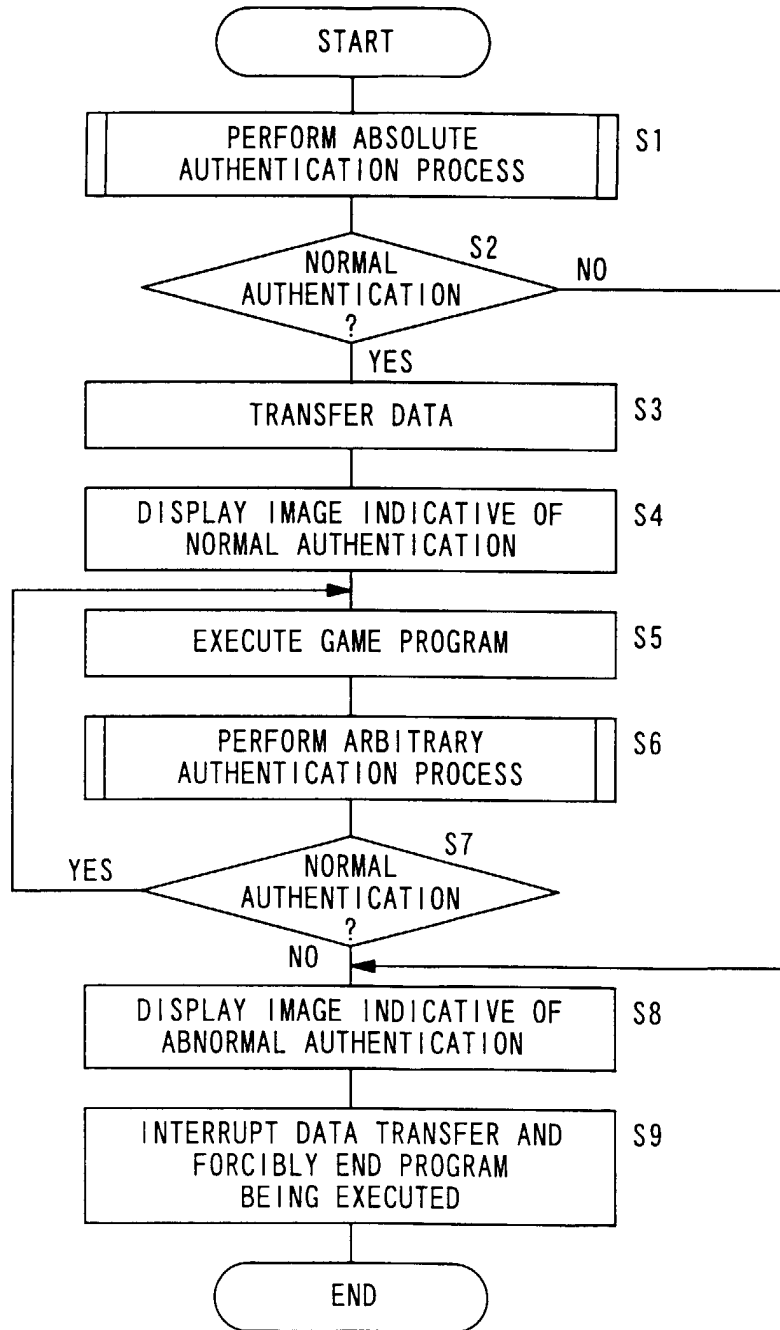 START
PERFORM ABSOLUTE
AUTHENTICATION PROCESS
S1
S2
NORMAL
AUTHENTICATION
?
NO
YES
TRANSFER DATA
S3
DISPLAY IMAGE INDICATIVE OF
NORMAL AUTHENTICATION
S4
EXECUTE GAME PROGRAM
S5
PERFORM ARBITRARY
AUTHENTICATION PROCESS
S6
S7
YES
NORMAL
AUTHENTICATION
?
NO
DISPLAY IMAGE INDICATIVE OF
ABNORMAL AUTHENTICATION
S8
INTERRUPT DATA TRANSFER AND
FORCIBLY END PROGRAM
BEING EXECUTED
S9
END